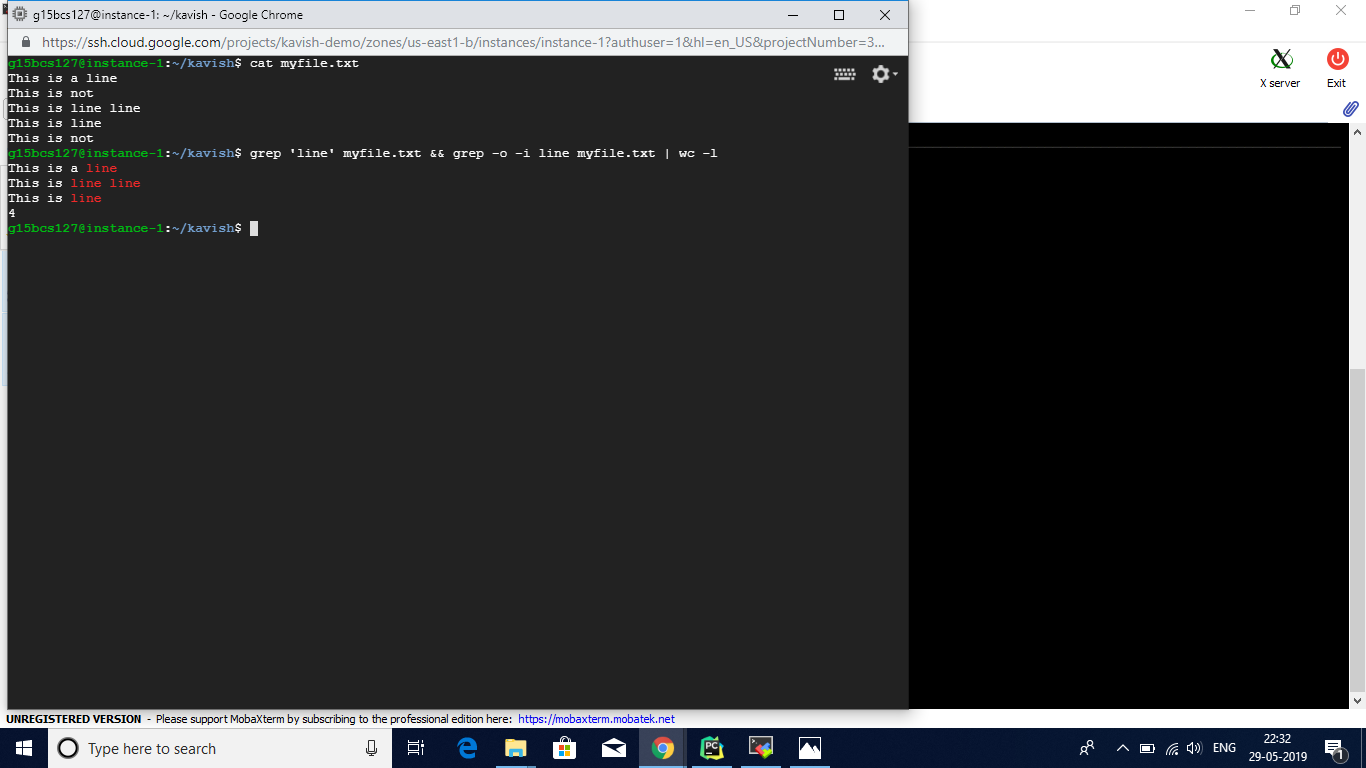 g15bcs127@instance-1: ~/kavish - Google Chrome
https://ssh.cloud.google.com/projects/kavish-demo/zones/us-east1-b/instances/instance-1?authuser=1&hl=en_US&projectNumber=3...
g15bcs127@instance-1:~/kavish$ cat myfile.txt
This is a line
This is not
This is line line
This is line
This is not
g15bcs127@instance-1:~/kavish$ grep 'line' myfile.txt && grep -o -i line myfile.txt | wc -l
This is a line
This is line line
This is line
4
g15bcs127@instance-1:~/kavish$
X server
Exit
UNREGISTERED VERSION - Please support MobaXterm by subscribing to the professional edition here: https://mobaxterm.mobatek.net
Type here to search
PC
ENG
22:32
29-05-2019
1